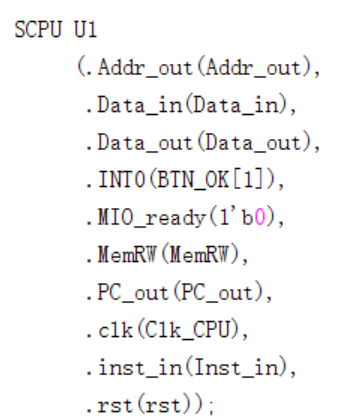 SCPU U1
(.Addr_out(Addr_out),
.Data_in(Data_in),
.Data_out(Data_out),
.INT0(BTN_OK[1]),
.MIO_ready(1'b0),
.MemRW(MemRW),
.PC_out(PC_out),
.clk(Clk_CPU),
.inst_in(Inst_in),
.rst(rst));